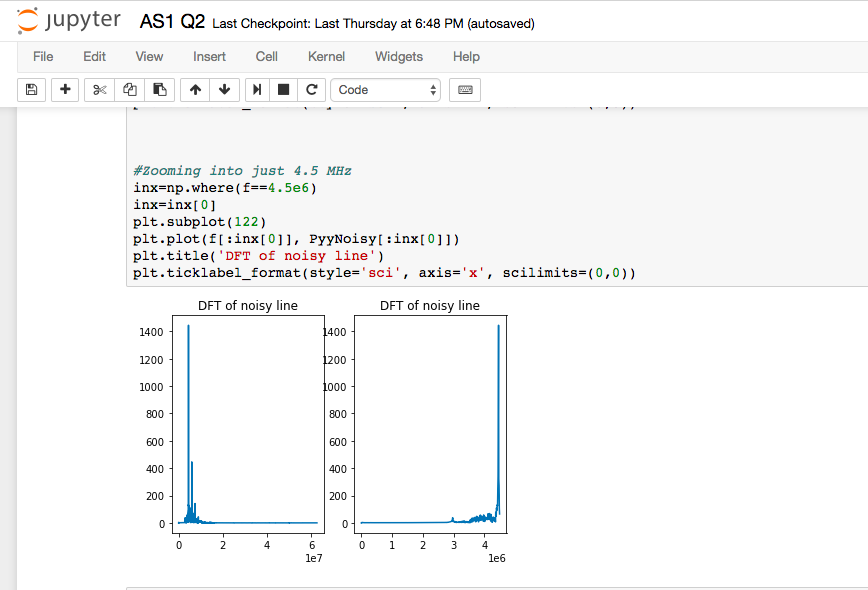 jupyter AS1 Q2 Last Checkpoint: Last Thursday at 6:48 PM (autosaved)
File Edit View Insert Cell Kernel Widgets Help
Code
#Zooming into just 4.5 MHz
inx=np.where(f==4.5e6)
inx=inx[0]
plt.subplot(122)
plt.plot(f[:inx[0]], PyyNoisy[:inx[0]])
plt.title('DFT of noisy line')
plt.ticklabel_format(style='sci', axis='x', scilimits=(0,0))
DFT of noisy line DFT of noisy line
1400 1400
1200 1200
1000 1000
800 800
600 600
400 400
200 200
0 0
0 2 4 6 0 1 2 3 4
1e7 1e6